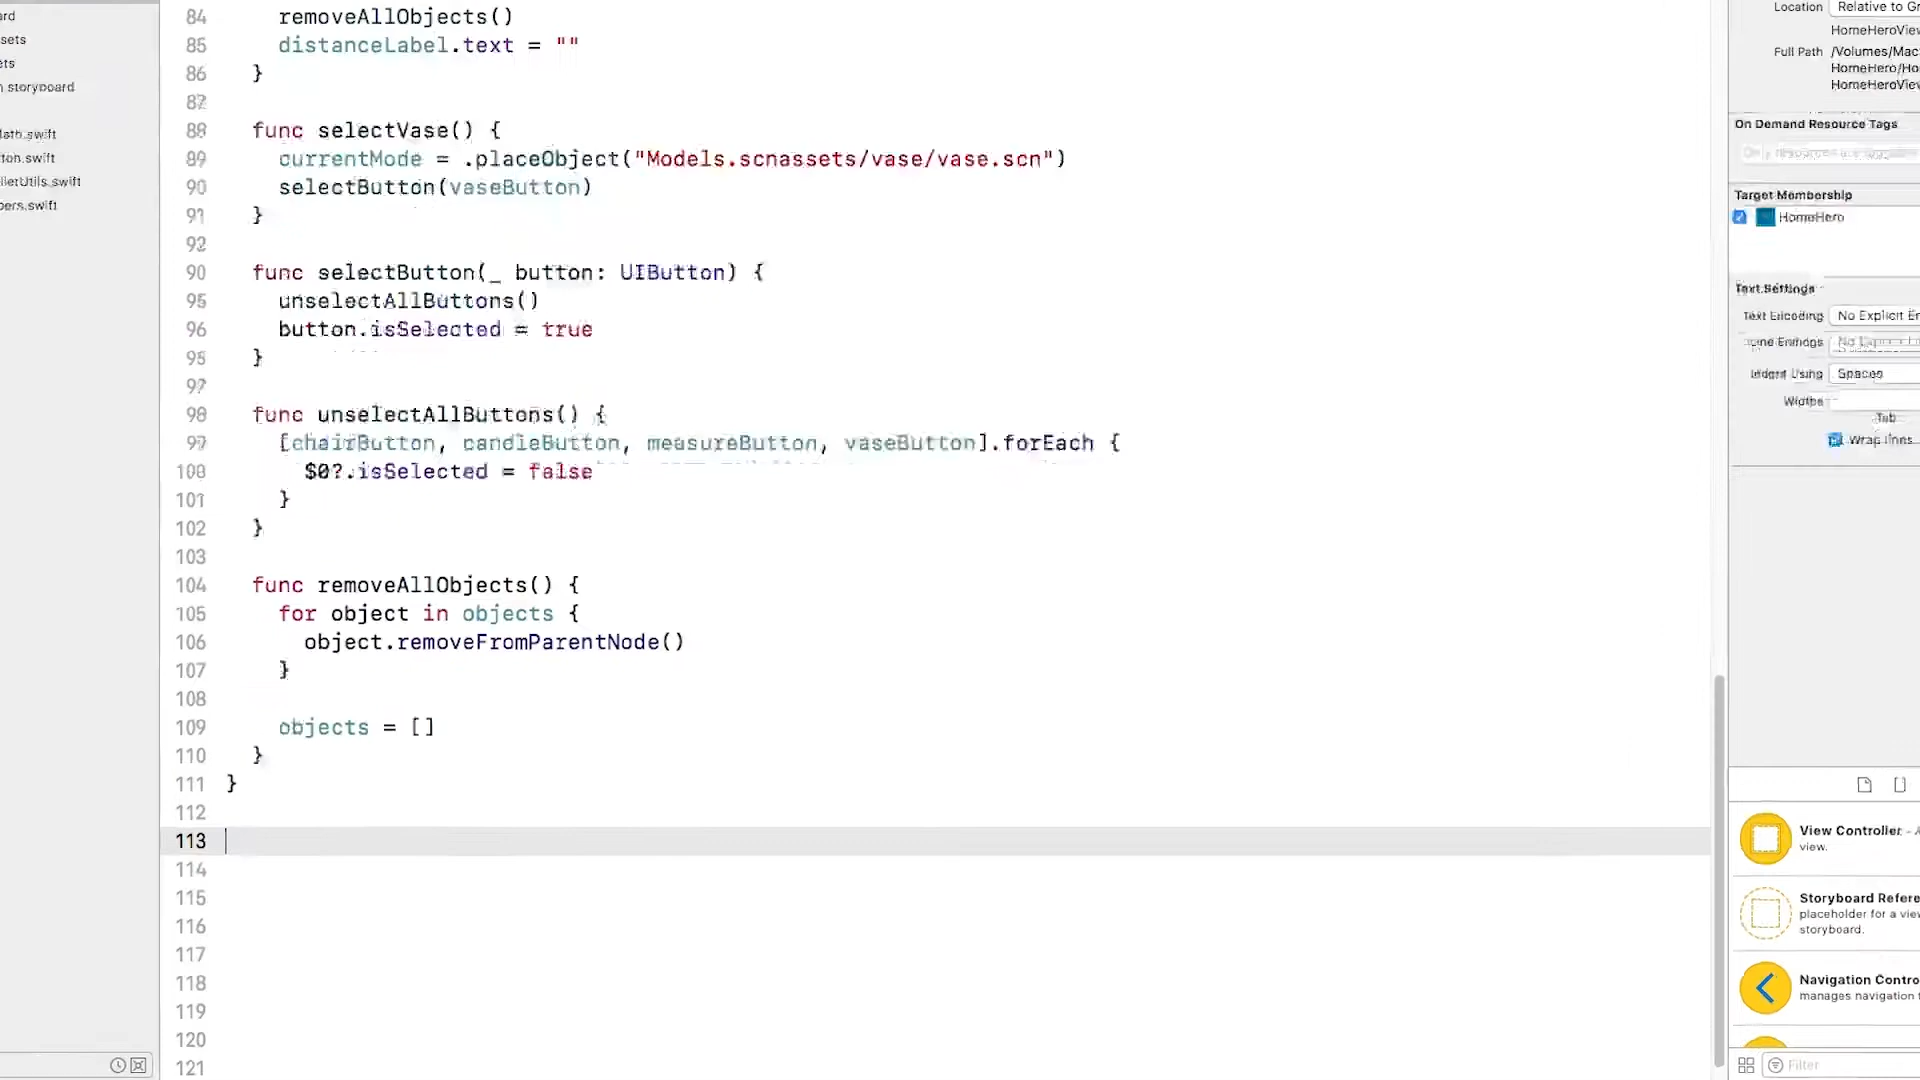 ard
sets
ets
n storyboard
Math.swift
ton.swift
llerUtils.swift
pers.swift
84 removeAllObjects()
85 distanceLabel.text = ""
86 }
87
88 func selectVase() {
89 currentMode = .placeObject("Models.scnassets/vase/vase.scn")
90 selectButton(vaseButton)
91 }
92
func selectButton(_ button: UIButton) {
95 unselectAllButtons()
96 button.isSelected = true
}
97
98 func unselectAllButtons() {
[chairButton, candleButton, measureButton, vaseButton].forEach {
100 $0?.isSelected = false
101 }
102 }
103
104 func removeAllObjects() {
105 for object in objects {
106 object.removeFromParentNode()
107 }
108
109 objects = []
110 }
111 }
112
113
114
115
116
117
118
119
120
121
Location Relative to Gr
HomeHeroView
Full Path /Volumes/Mac
HomeHero/Ho
HomeHeroView
On Demand Resource Tags
Target Membership
HomeHero
Text Settings
Text Encoding No Explicit En
Line Endings
Indent Using Spaces
Widths
Tab
Wrap lines
View Controller - A
view.
Storyboard Refere
placeholder for a view
storyboard.
Navigation Contro
manages navigation t
Filter